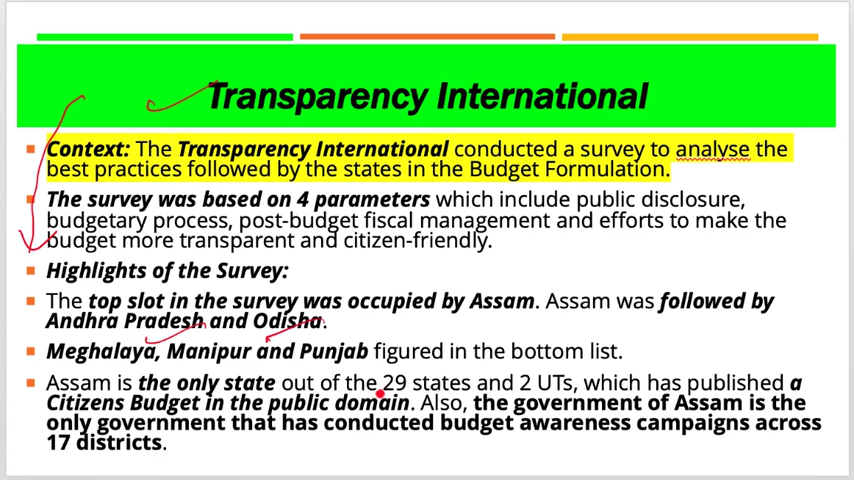 Transparency International
Context: The Transparency International conducted a survey to analyse the
best practices followed by the states in the Budget Formulation.
The survey was based on 4 parameters which include public disclosure,
budgetary process, post-budget fiscal management and efforts to make the
budget more transparent and citizen-friendly.
Highlights of the Survey:
The top slot in the survey was occupied by Assam. Assam was followed by
Andhra Pradesh and Odisha.
Meghalaya, Manipur and Punjab figured in the bottom list.
Assam is the only state out of the 29 states and 2 UTs, which has published a
Citizens Budget in the public domain. Also, the government of Assam is the
only government that has conducted budget awareness campaigns across
17 districts.